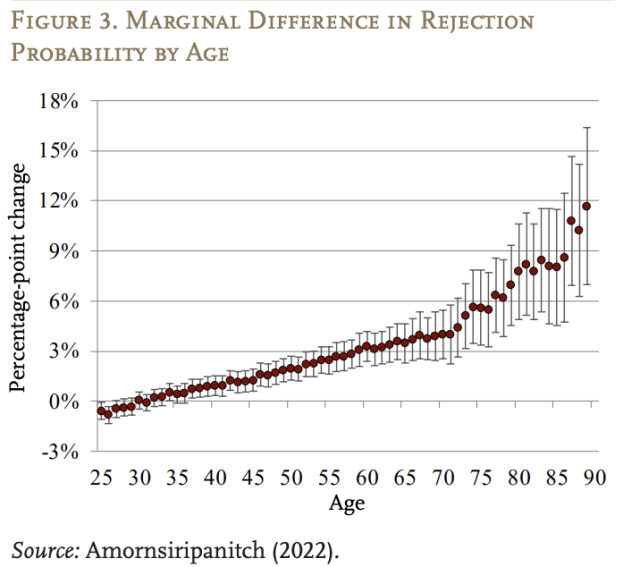 Figure 3. Marginal Difference in Rejection
Probability by Age
18%
15%
12%
9%
6%
3%
0%
-3%
Percentage-point change
25 30 35 40 45 50 55 60 65 70 75 80 85 90
Age
Source: Amornsiripanitch (2022).